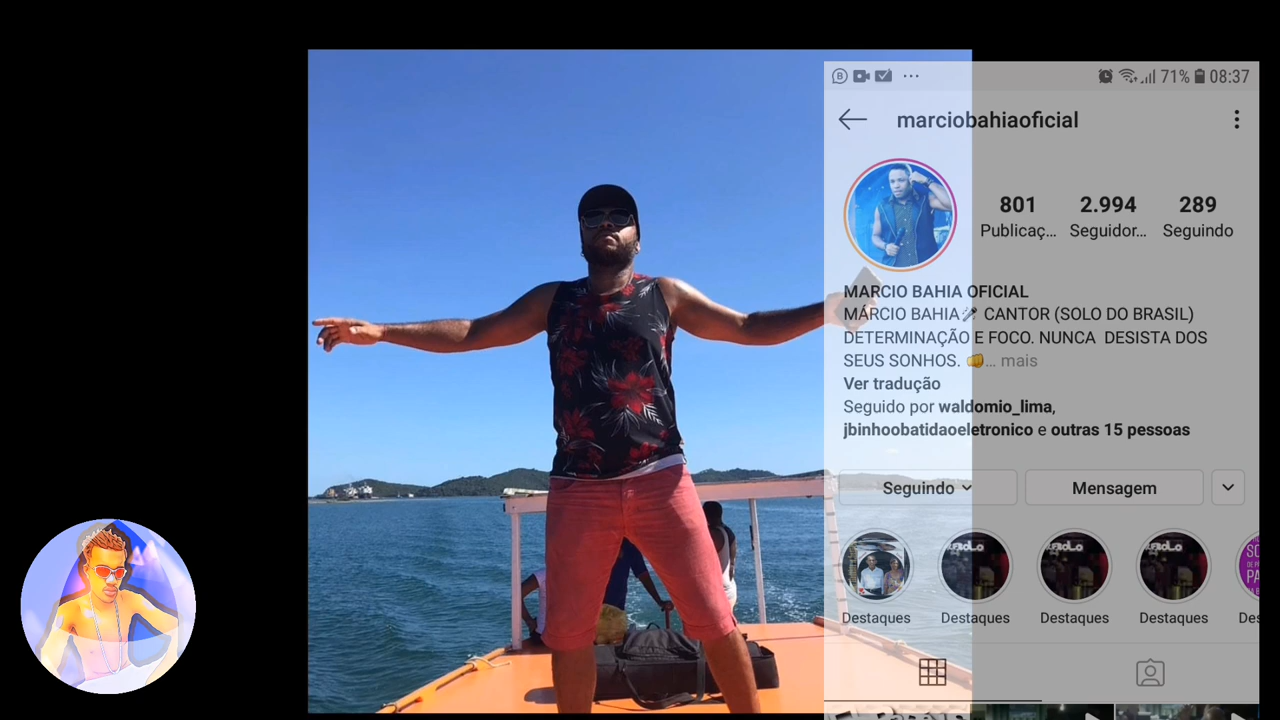 71% 08:37
marciobahiaoficial
801 2.994 289
Publicaç... Seguidor... Seguindo
MARCIO BAHIA OFICIAL
MÁRCIO BAHIA🎤 CANTOR (SOLO DO BRASIL)
DETERMINAÇÃO E FOCO. NUNCA DESISTA DOS
SEUS SONHOS. 👊... mais
Ver tradução
Seguido por waldomio_lima,
jbinhoobatidaoeletronico e outras 15 pessoas
Seguindo Mensagem
Destaques Destaques Destaques Destaques Des